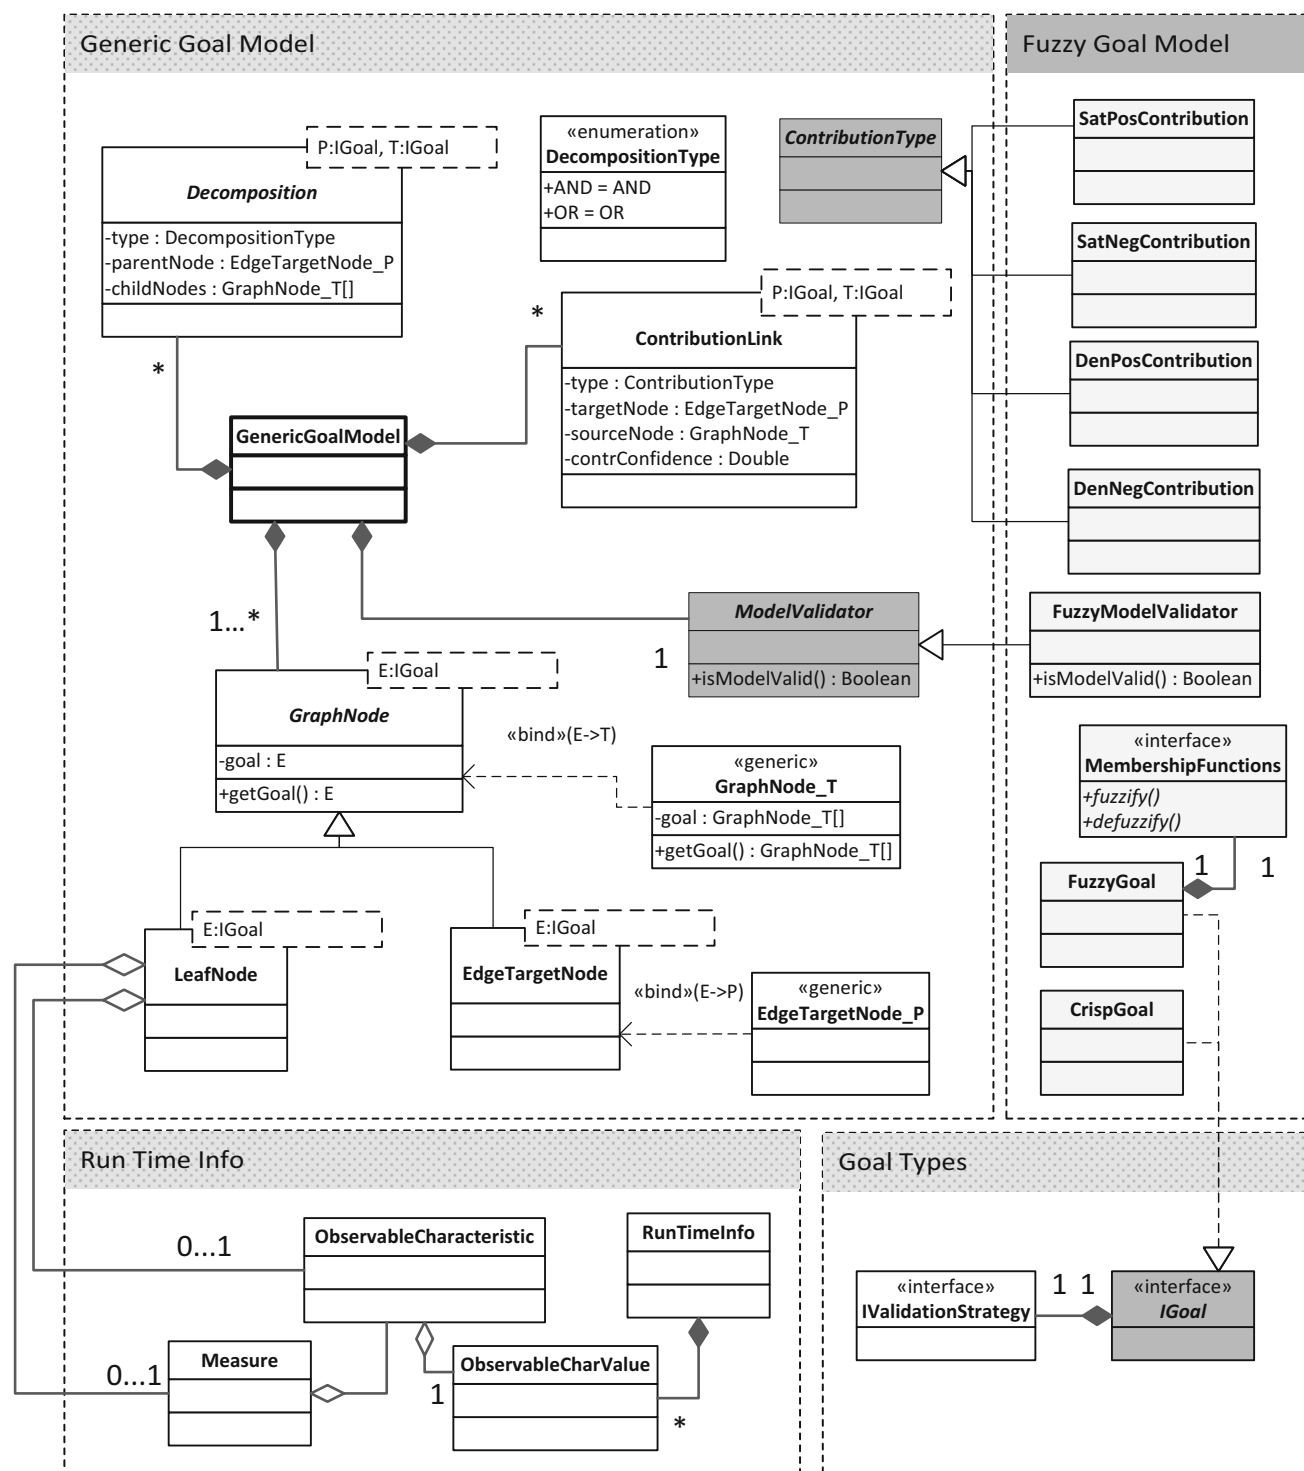 Generic Goal Model
Fuzzy Goal Model
P:IGoal, T:IGoal
Decomposition
-type : DecompositionType
-parentNode : EdgeTargetNode_P
-childNodes : GraphNode_T[]
«enumeration»
DecompositionType
+AND = AND
+OR = OR
ContributionType
SatPosContribution
SatNegContribution
DenPosContribution
DenNegContribution
P:IGoal, T:IGoal
ContributionLink
-type : ContributionType
-targetNode : EdgeTargetNode_P
-sourceNode : GraphNode_T
-contrConfidence : Double
*
*
GenericGoalModel
1...*
1
ModelValidator
+isModelValid() : Boolean
FuzzyModelValidator
+isModelValid() : Boolean
E:IGoal
GraphNode
-goal : E
+getGoal() : E
«bind»(E->T)
«generic»
GraphNode_T
-goal : GraphNode_T[]
+getGoal() : GraphNode_T[]
«interface»
MembershipFunctions
+fuzzify()
+defuzzify()
1
1
FuzzyGoal
CrispGoal
E:IGoal
LeafNode
E:IGoal
EdgeTargetNode
«bind»(E->P)
«generic»
EdgeTargetNode_P
Run Time Info
Goal Types
0...1
ObservableCharacteristic
RunTimeInfo
0...1
Measure
1
ObservableCharValue
*
«interface»
IValidationStrategy
1 1
«interface»
IGoal